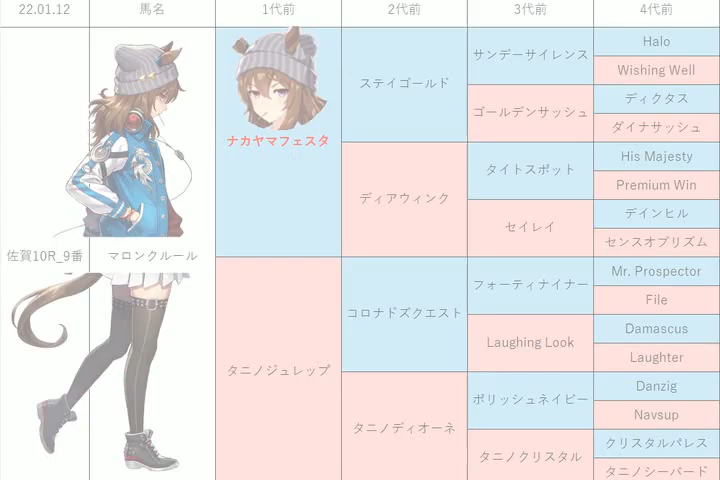 22.01.12 馬名 1代前 2代前 3代前 4代前
佐賀10R_9番 マロンクルール
ナカヤマフェスタ
タニノジュレップ
ステイゴールド
ディアウィンク
コロナドズクエスト
タニノディオーネ
サンデーサイレンス
ゴールデンサッシュ
タイトスポット
セイレイ
フォーティナイナー
Laughing Look
ポリッシュネイビー
タニノクリスタル
Halo
Wishing Well
ディクタス
ダイナサッシュ
His Majesty
Premium Win
デインヒル
センスオブリズム
Mr. Prospector
File
Damascus
Laughter
Danzig
Navsup
クリスタルパレス
タニノシーバード